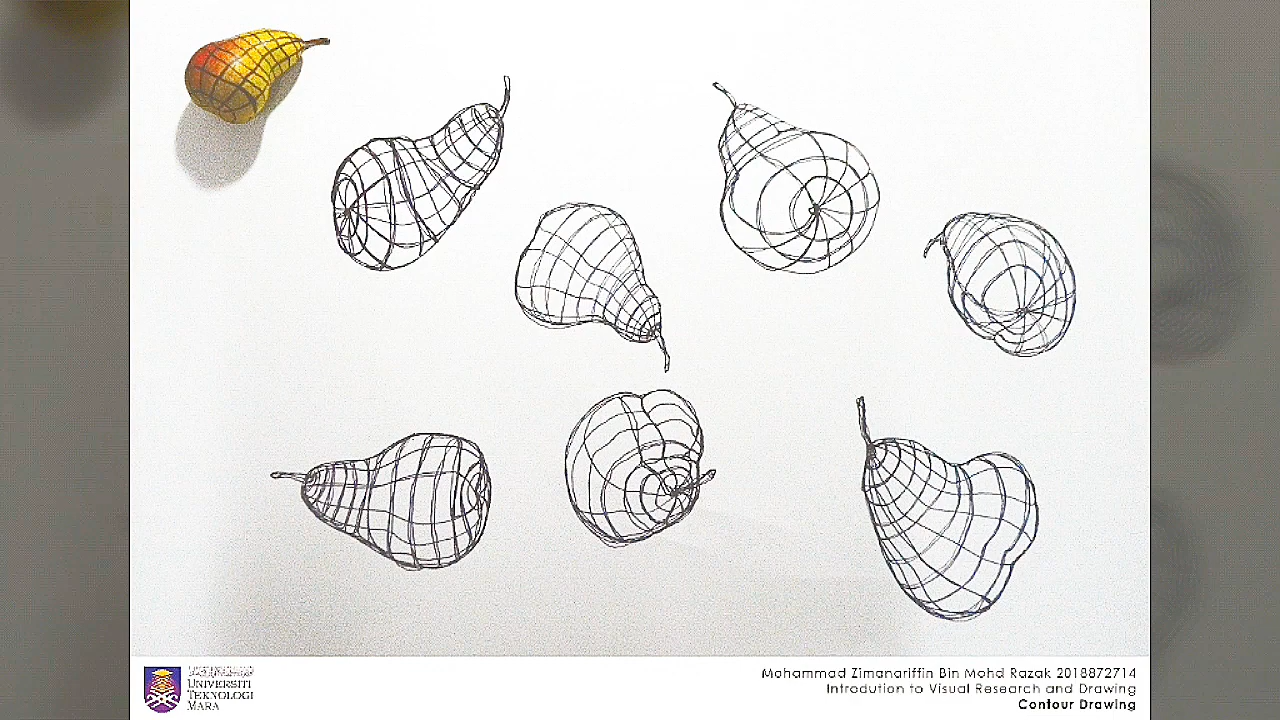 UNIVERSITI
TEKNOLOGI
MARA
Mohammad Zimanariffin Bin Mohd Razak 2018872714
Introdution to Visual Research and Drawing
Contour Drawing